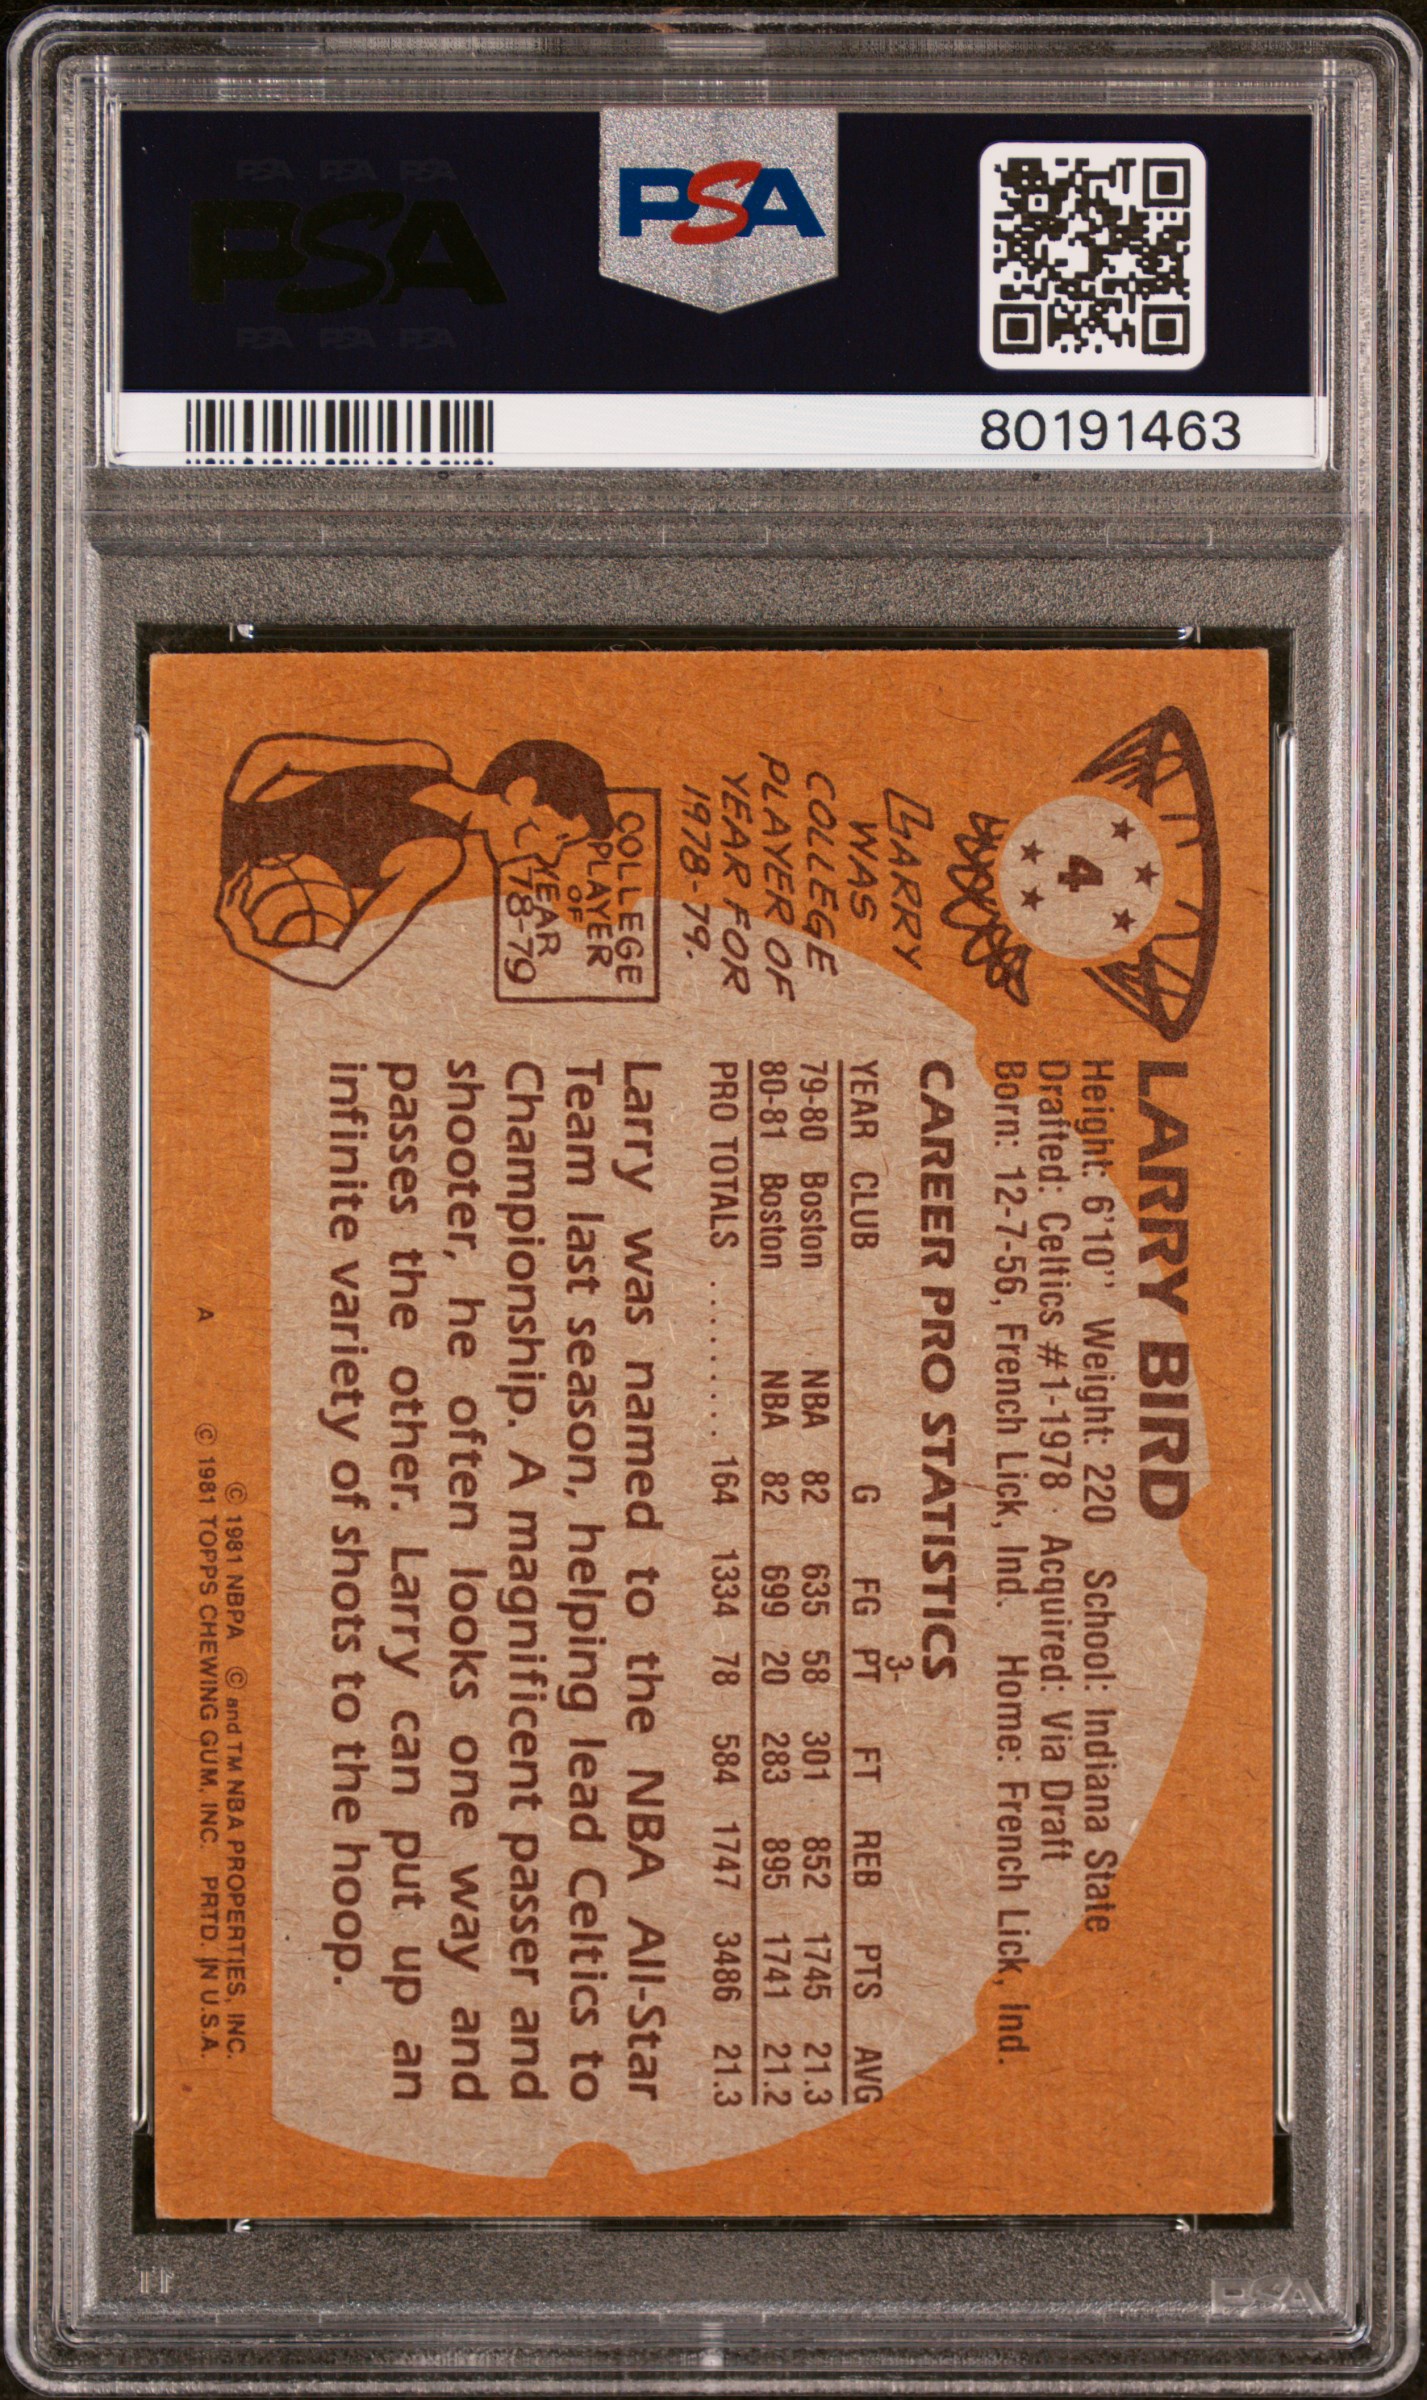 PSA PSA PSA
PSA
PSA PSA PSA
PSA
80191463
4
LARRY BIRD
Height: 6'10" Weight: 220 School: Indiana State
Drafted: Celtics #1-1978 · Acquired: Via Draft
Born: 12-7-56, French Lick, Ind. Home: French Lick, Ind.
CAREER PRO STATISTICS
YEAR CLUB G FG 3-PT FT REB PTS AVG
79-80 Boston NBA 82 635 58 301 852 1745 21.3
80-81 Boston NBA 82 699 20 283 895 1741 21.2
PRO TOTALS ........ 164 1334 78 584 1747 3486 21.3
Larry was named to the NBA All-Star
Team last season, helping lead Celtics to
Championship. A magnificent passer and
shooter, he often looks one way and
passes the other. Larry can put up an
infinite variety of shots to the hoop.
LARRY
WAS
COLLEGE
PLAYER OF
YEAR FOR
1978-79.
COLLEGE
PLAYER
OF
YEAR
'78-79
© 1981 NBPA © and TM NBA PROPERTIES, INC.
A © 1981 TOPPS CHEWING GUM, INC. PRTD. IN U.S.A.
PSA